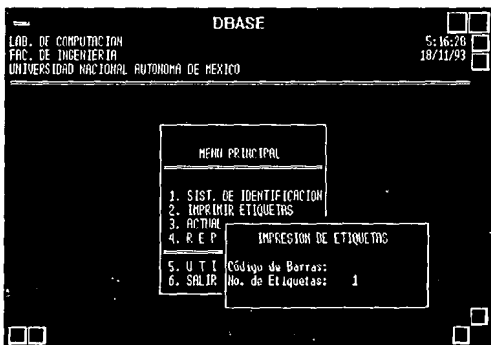 DBASE
LAB. DE COMPUTACION 5:16:28
FAC. DE INGENIERIA 18/11/93
UNIVERSIDAD NACIONAL AUTONOMA DE MEXICO
MENU PRINCIPAL
1. SIST. DE IDENTIFICACION
2. IMPRIMIR ETIQUETAS
3. ACTUAL
4. R E P
IMPRESION DE ETIQUETAS
5. U T I
Código de Barras:
6. SALIR
No. de Etiquetas: 1